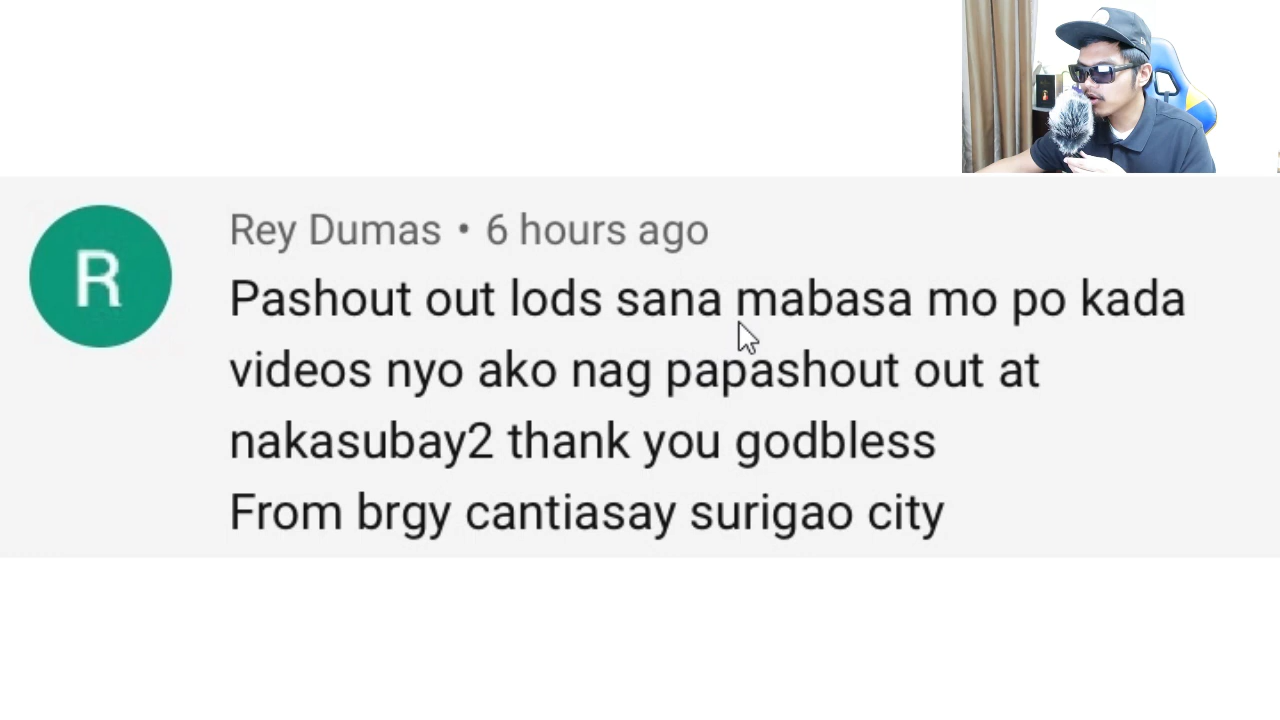 R
Rey Dumas • 6 hours ago
Pashout out lods sana mabasa mo po kada
videos nyo ako nag papashout out at
nakasubay2 thank you godbless
From brgy cantiasay surigao city